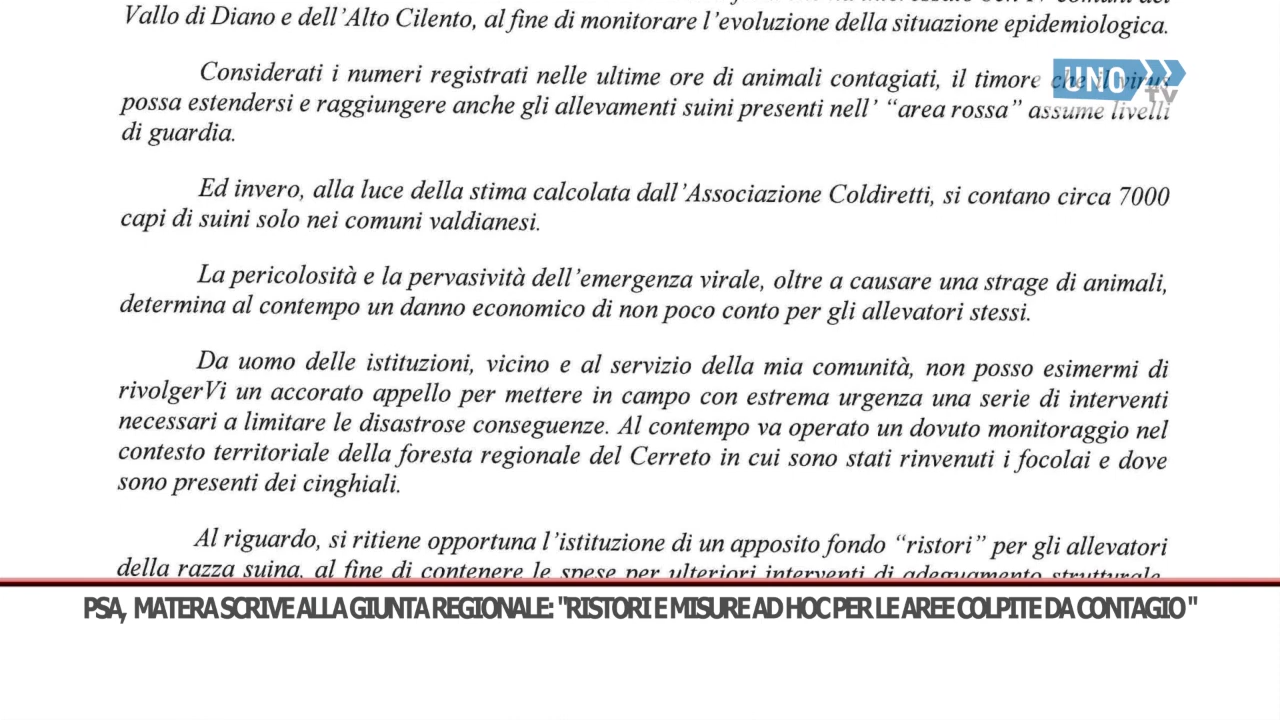 Vallo di Diano e dell'Alto Cilento, al fine di monitorare l'evoluzione della situazione epidemiologica.
Considerati i numeri registrati nelle ultime ore di animali contagiati, il timore che il virus
possa estendersi e raggiungere anche gli allevamenti suini presenti nell' "area rossa" assume livelli
di guardia.
UNO
tv
Ed invero, alla luce della stima calcolata dall'Associazione Coldiretti, si contano circa 7000
capi di suini solo nei comuni valdianesi.
La pericolosità e la pervasività dell'emergenza virale, oltre a causare una strage di animali,
determina al contempo un danno economico di non poco conto per gli allevatori stessi.
Da uomo delle istituzioni, vicino e al servizio della mia comunità, non posso esimermi di
rivolgerVi un accorato appello per mettere in campo con estrema urgenza una serie di interventi
necessari a limitare le disastrose conseguenze. Al contempo va operato un dovuto monitoraggio nel
contesto territoriale della foresta regionale del Cerreto in cui sono stati rinvenuti i focolai e dove
sono presenti dei cinghiali.
Al riguardo, si ritiene opportuna l'istituzione di un apposito fondo "ristori" per gli allevatori
della razza suina, al fine di contenere le spese per ulteriori interventi di adeguamento strutturale
PSA, MATERA SCRIVE ALLA GIUNTA REGIONALE: "RISTORI E MISURE AD HOC PER LE AREE COLPITE DA CONTAGIO"